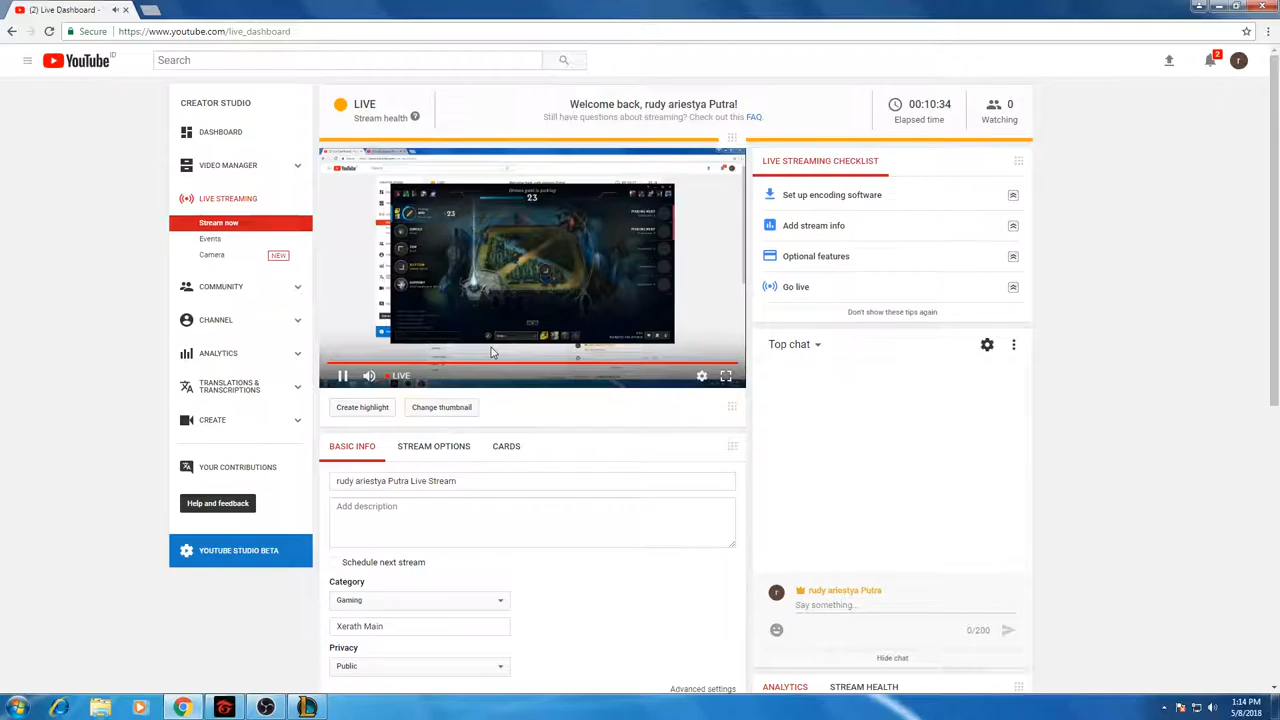 (2) Live Dashboard -
Secure
https://www.youtube.com/live_dashboard
YouTube ID
Search
2
r
CREATOR STUDIO
DASHBOARD
VIDEO MANAGER
LIVE STREAMING
Stream now
Events
Camera
NEW
COMMUNITY
CHANNEL
ANALYTICS
TRANSLATIONS &
TRANSCRIPTIONS
CREATE
YOUR CONTRIBUTIONS
Help and feedback
YOUTUBE STUDIO BETA
LIVE
Stream health
Welcome back, rudy ariestya Putra!
Still have questions about streaming? Check out this FAQ.
00:10:34
Elapsed time
0
Watching
23
23
LIVE
Create highlight
Change thumbnail
BASIC INFO
STREAM OPTIONS
CARDS
rudy ariestya Putra Live Stream
Add description
Schedule next stream
Category
Gaming
Xerath Main
Privacy
Public
Advanced settings
LIVE STREAMING CHECKLIST
Set up encoding software
Add stream info
Optional features
Go live
Don't show these tips again
Top chat
r
rudy ariestya Putra
Say something...
0/200
Hide chat
ANALYTICS
STREAM HEALTH
1:14 PM
5/8/2018